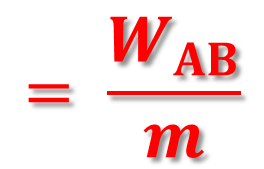 = W_AB / m